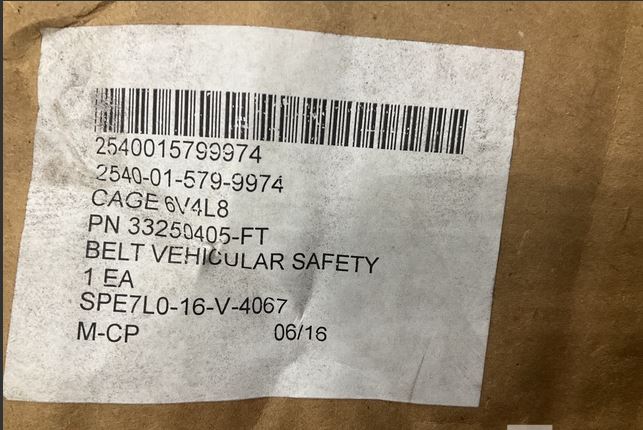 2540015799974
2540-01-579-9974
CAGE 6V4L8
PN 33250405-FT
BELT VEHICULAR SAFETY
1 EA
SPE7L0-16-V-4067
M-CP 06/16